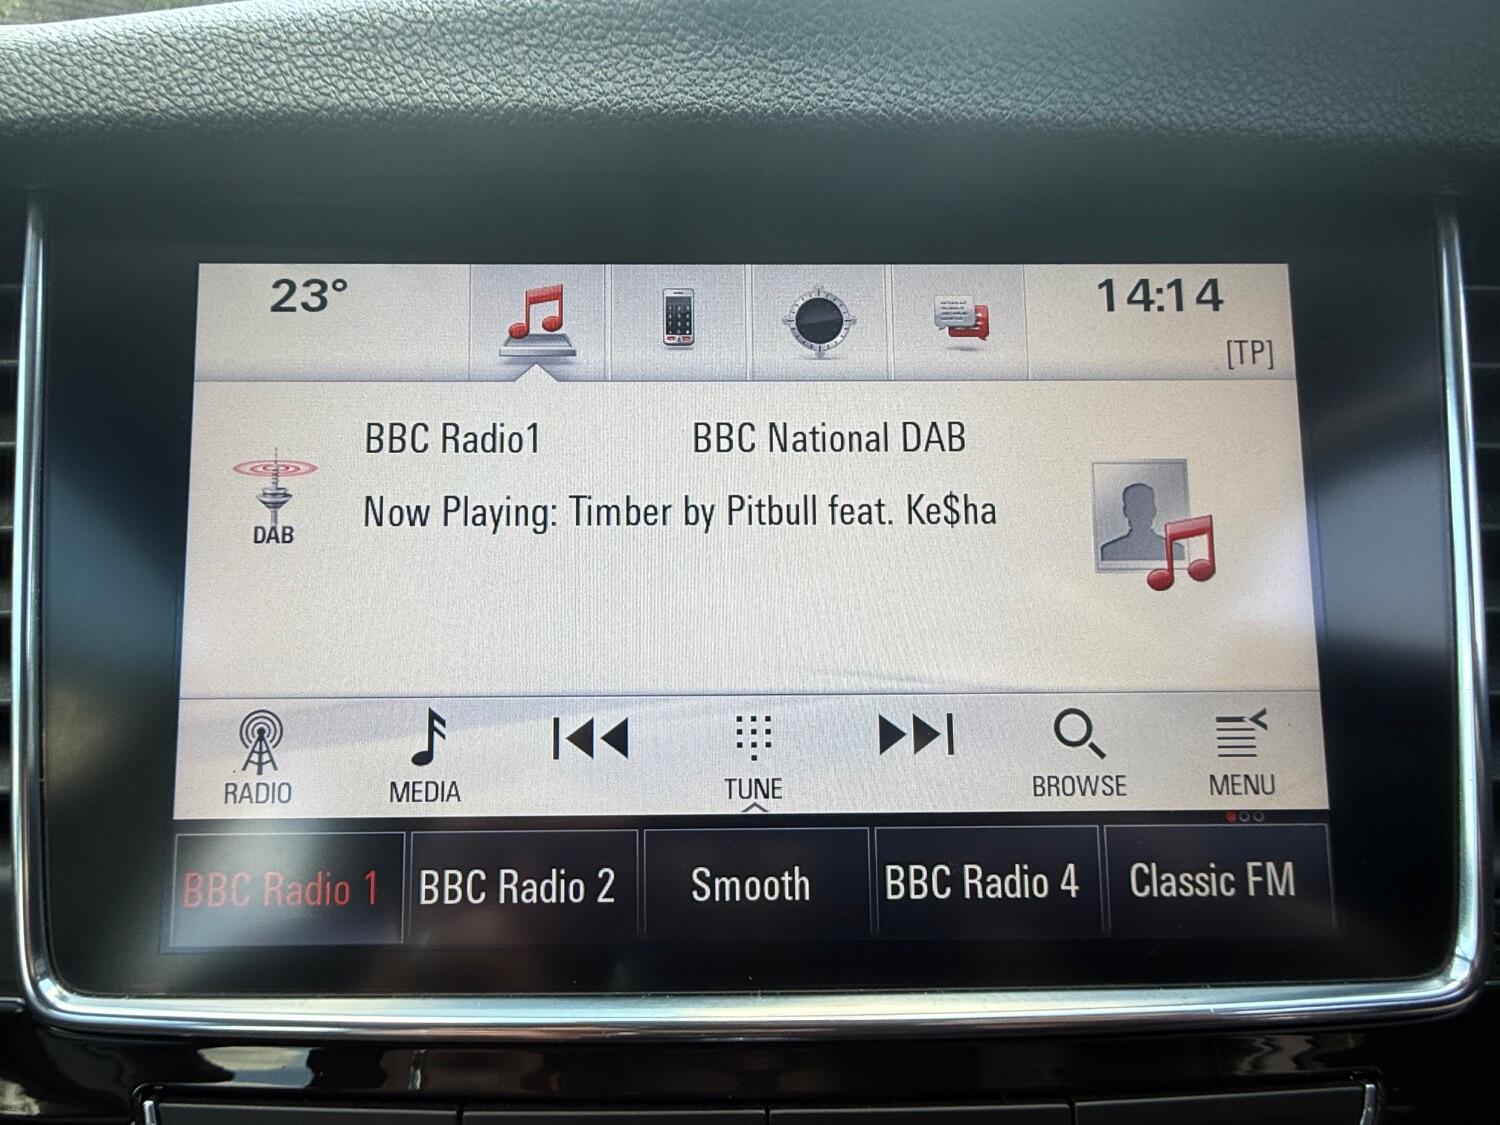 23°
14:14
[TP]
BBC Radio1 BBC National DAB
Now Playing: Timber by Pitbull feat. Ke$ha
DAB
RADIO MEDIA TUNE BROWSE MENU
BBC Radio 1 BBC Radio 2 Smooth BBC Radio 4 Classic FM